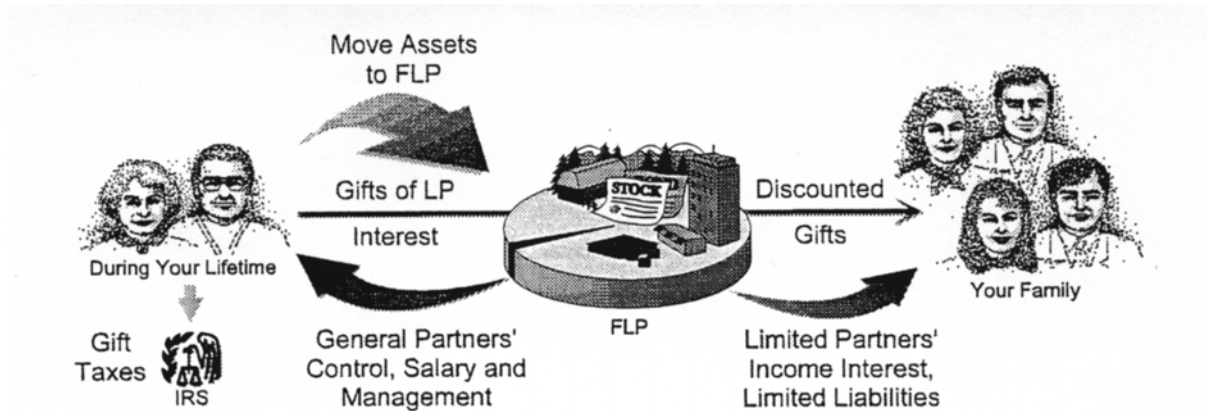 Move Assets
to FLP
Gifts of LP
Interest
During Your Lifetime
Gift
Taxes
IRS
General Partners'
Control, Salary and
Management
STOCK
FLP
Discounted
Gifts
Limited Partners'
Income Interest,
Limited Liabilities
Your Family